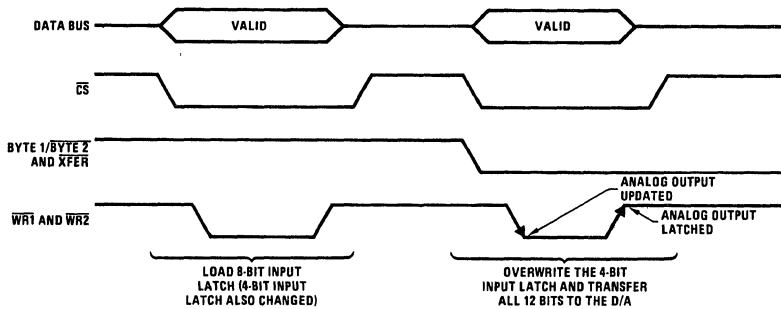 DATA BUS
VALID
VALID
CS
BYTE 1/BYTE 2
AND XFER
ANALOG OUTPUT
UPDATED
ANALOG OUTPUT
LATCHED
WR1 AND WR2
LOAD 8-BIT INPUT
LATCH (4-BIT INPUT
LATCH ALSO CHANGED)
OVERWRITE THE 4-BIT
INPUT LATCH AND TRANSFER
ALL 12 BITS TO THE D/A